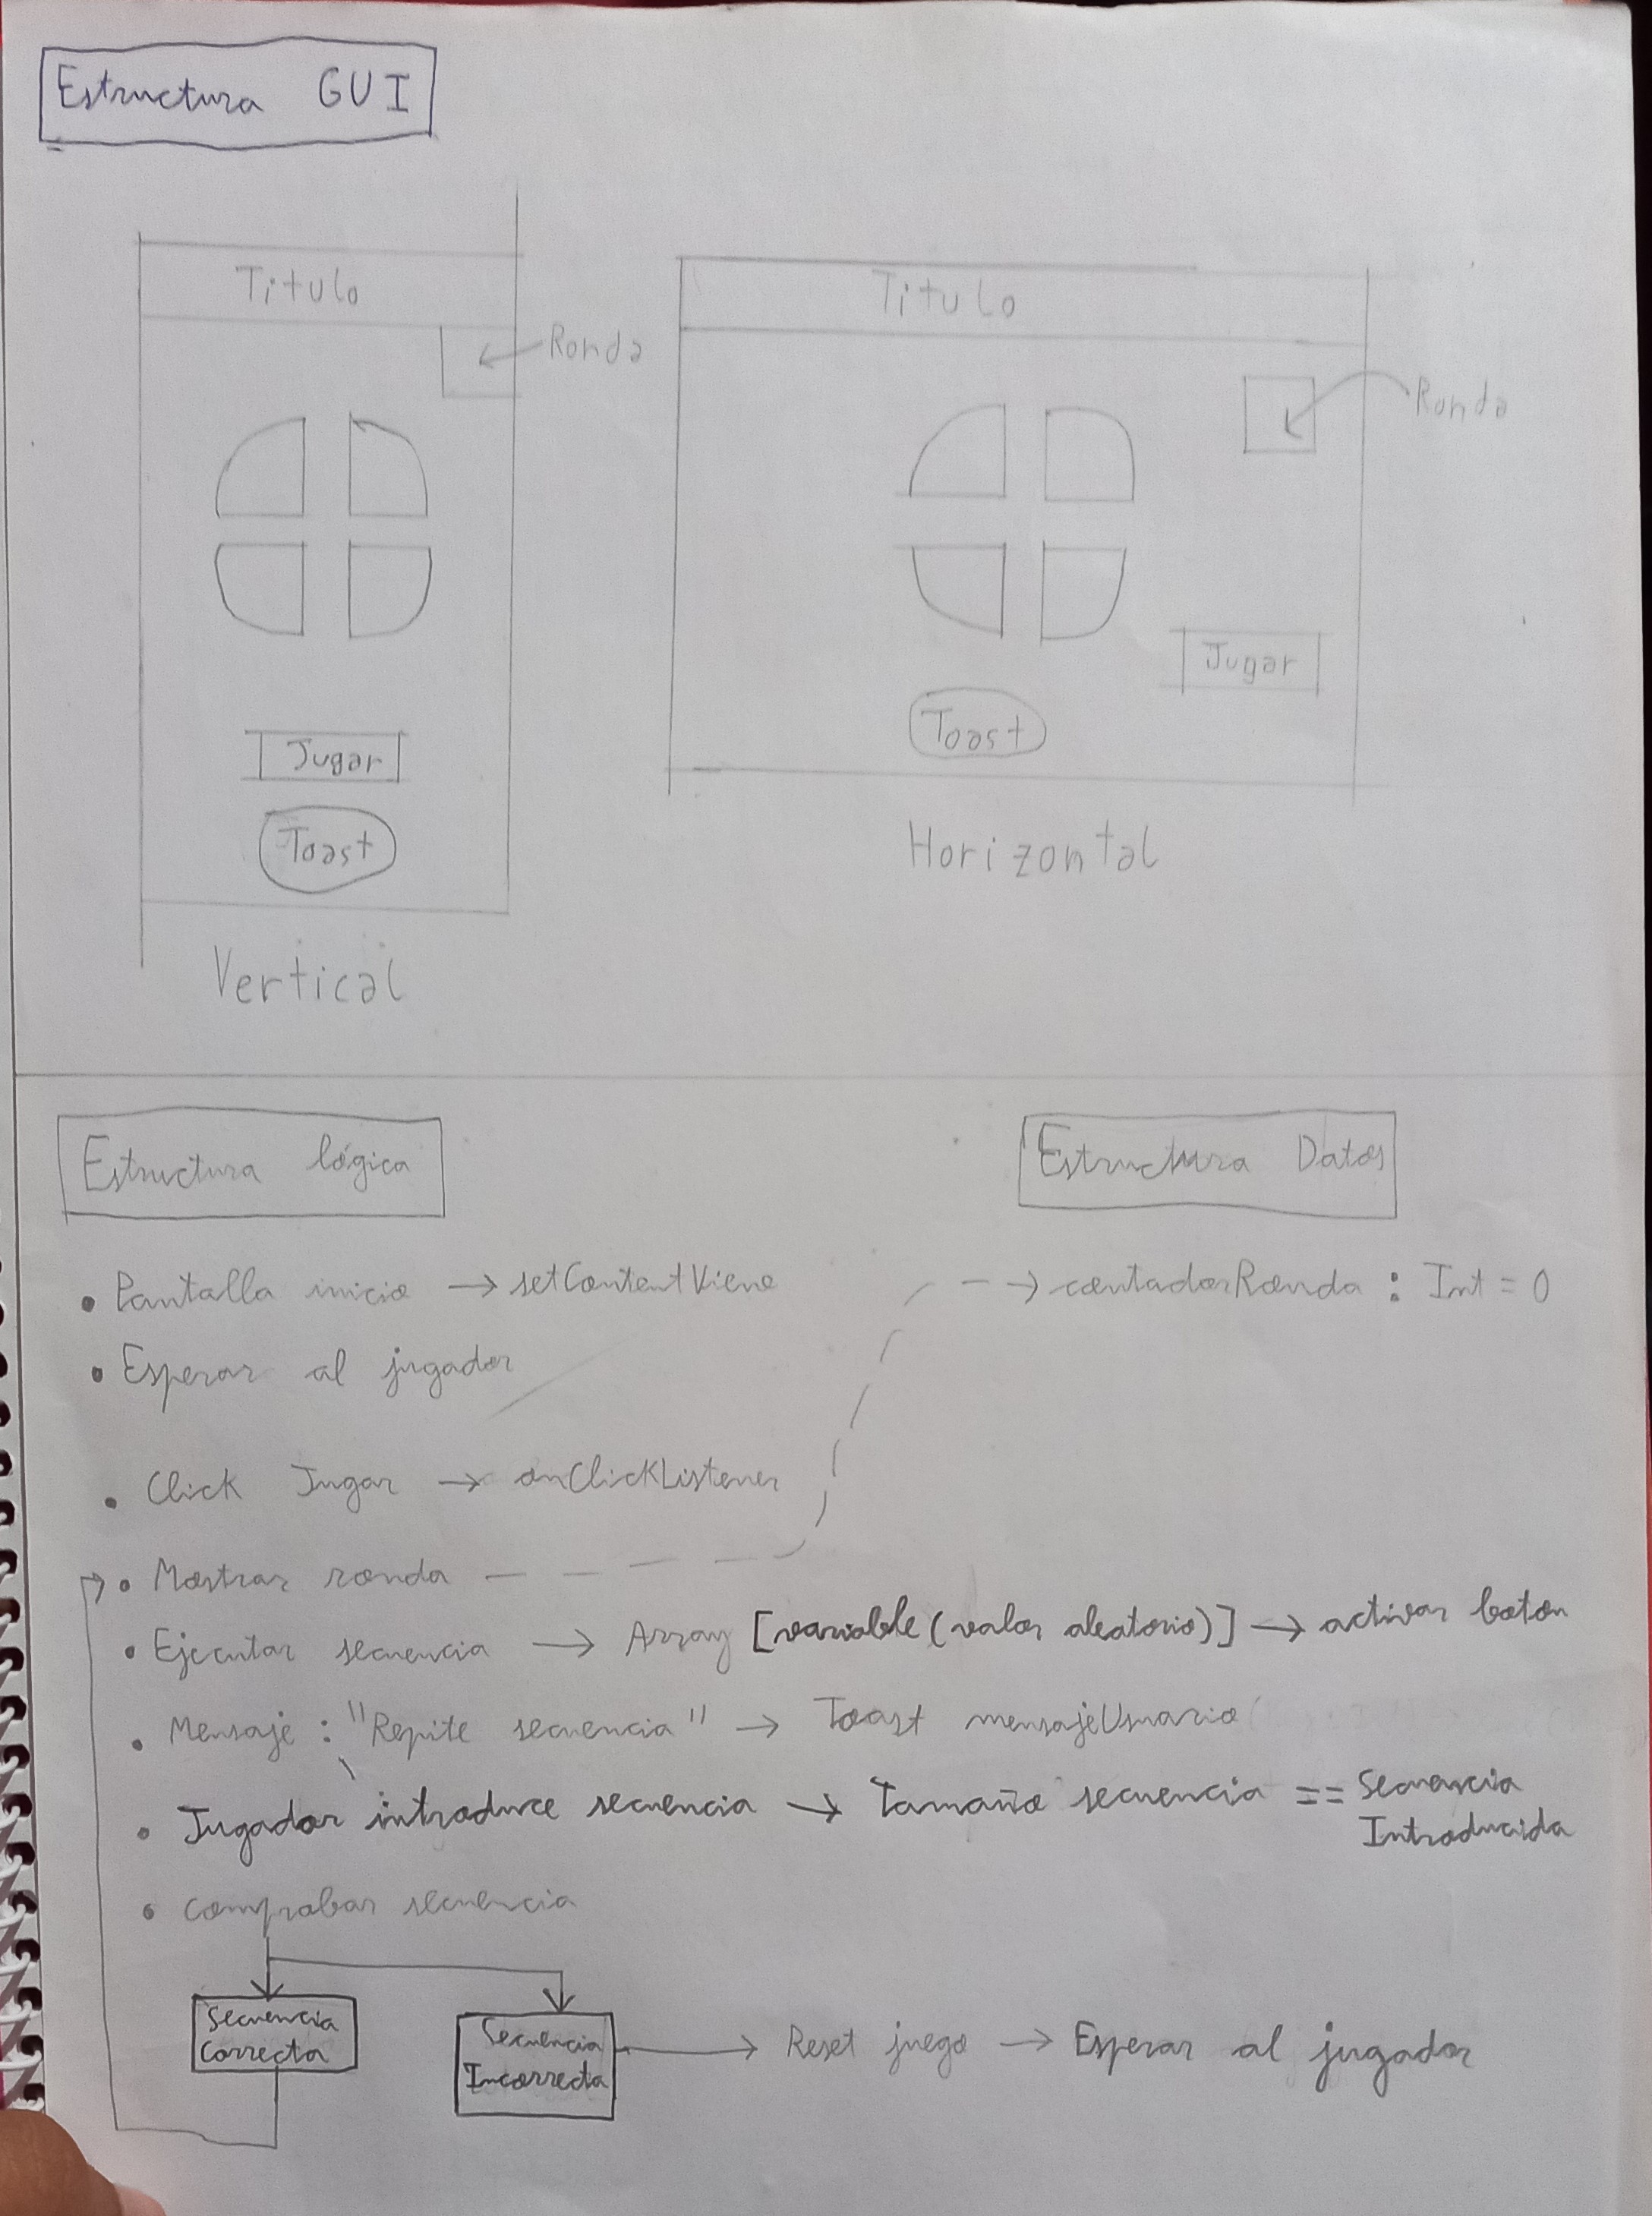 Estructura GUI
Titulo
Ronda
Jugar
Toast
Vertical
Titulo
Ronda
Jugar
Toast
Horizontal
Estructura lógica
Estructura Datos
• Pantalla inicio → setContentView
--→ contadorRonda : Int = 0
• Esperar al jugador
• Click Jugar → onClickListener
• Mostrar ronda
• Ejecutar secuencia → Array [variable (valor aleatorio)] → activar boton
• Mensaje : "Repite secuencia" → Toast mensajeUsuario
• Jugador introduce secuencia → Tamaño secuencia == Secuencia
Introducida
• Comprobar secuencia
Secuencia
Correcta
Secuencia
Incorrecta
→ Reset juego → Esperar al jugador